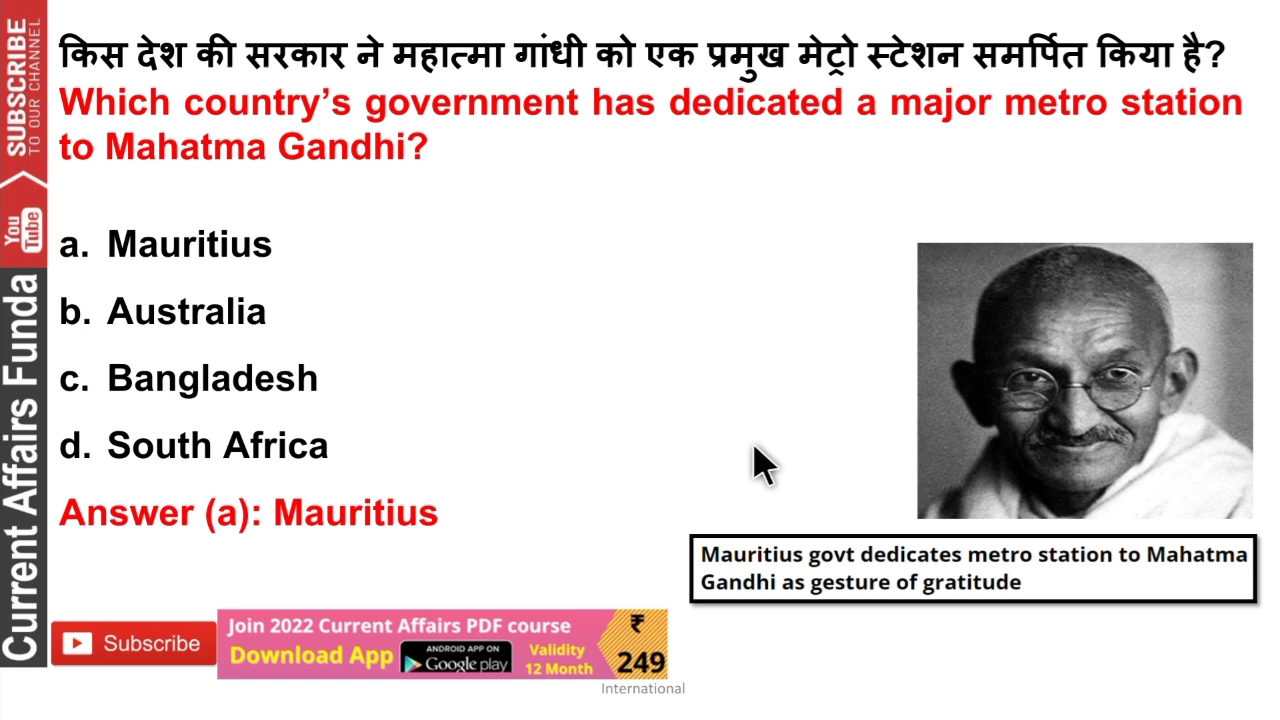 SUBSCRIBE
TO OUR CHANNEL
You
Tube
Current Affairs Funda
किस देश की सरकार ने महात्मा गांधी को एक प्रमुख मेट्रो स्टेशन समर्पित किया है?
Which country’s government has dedicated a major metro station
to Mahatma Gandhi?
a. Mauritius
b. Australia
c. Bangladesh
d. South Africa
Answer (a): Mauritius
Mauritius govt dedicates metro station to Mahatma
Gandhi as gesture of gratitude
Subscribe
Join 2022 Current Affairs PDF course
Download App
ANDROID APP ON
Google play
Validity
12 Month
₹
249
International